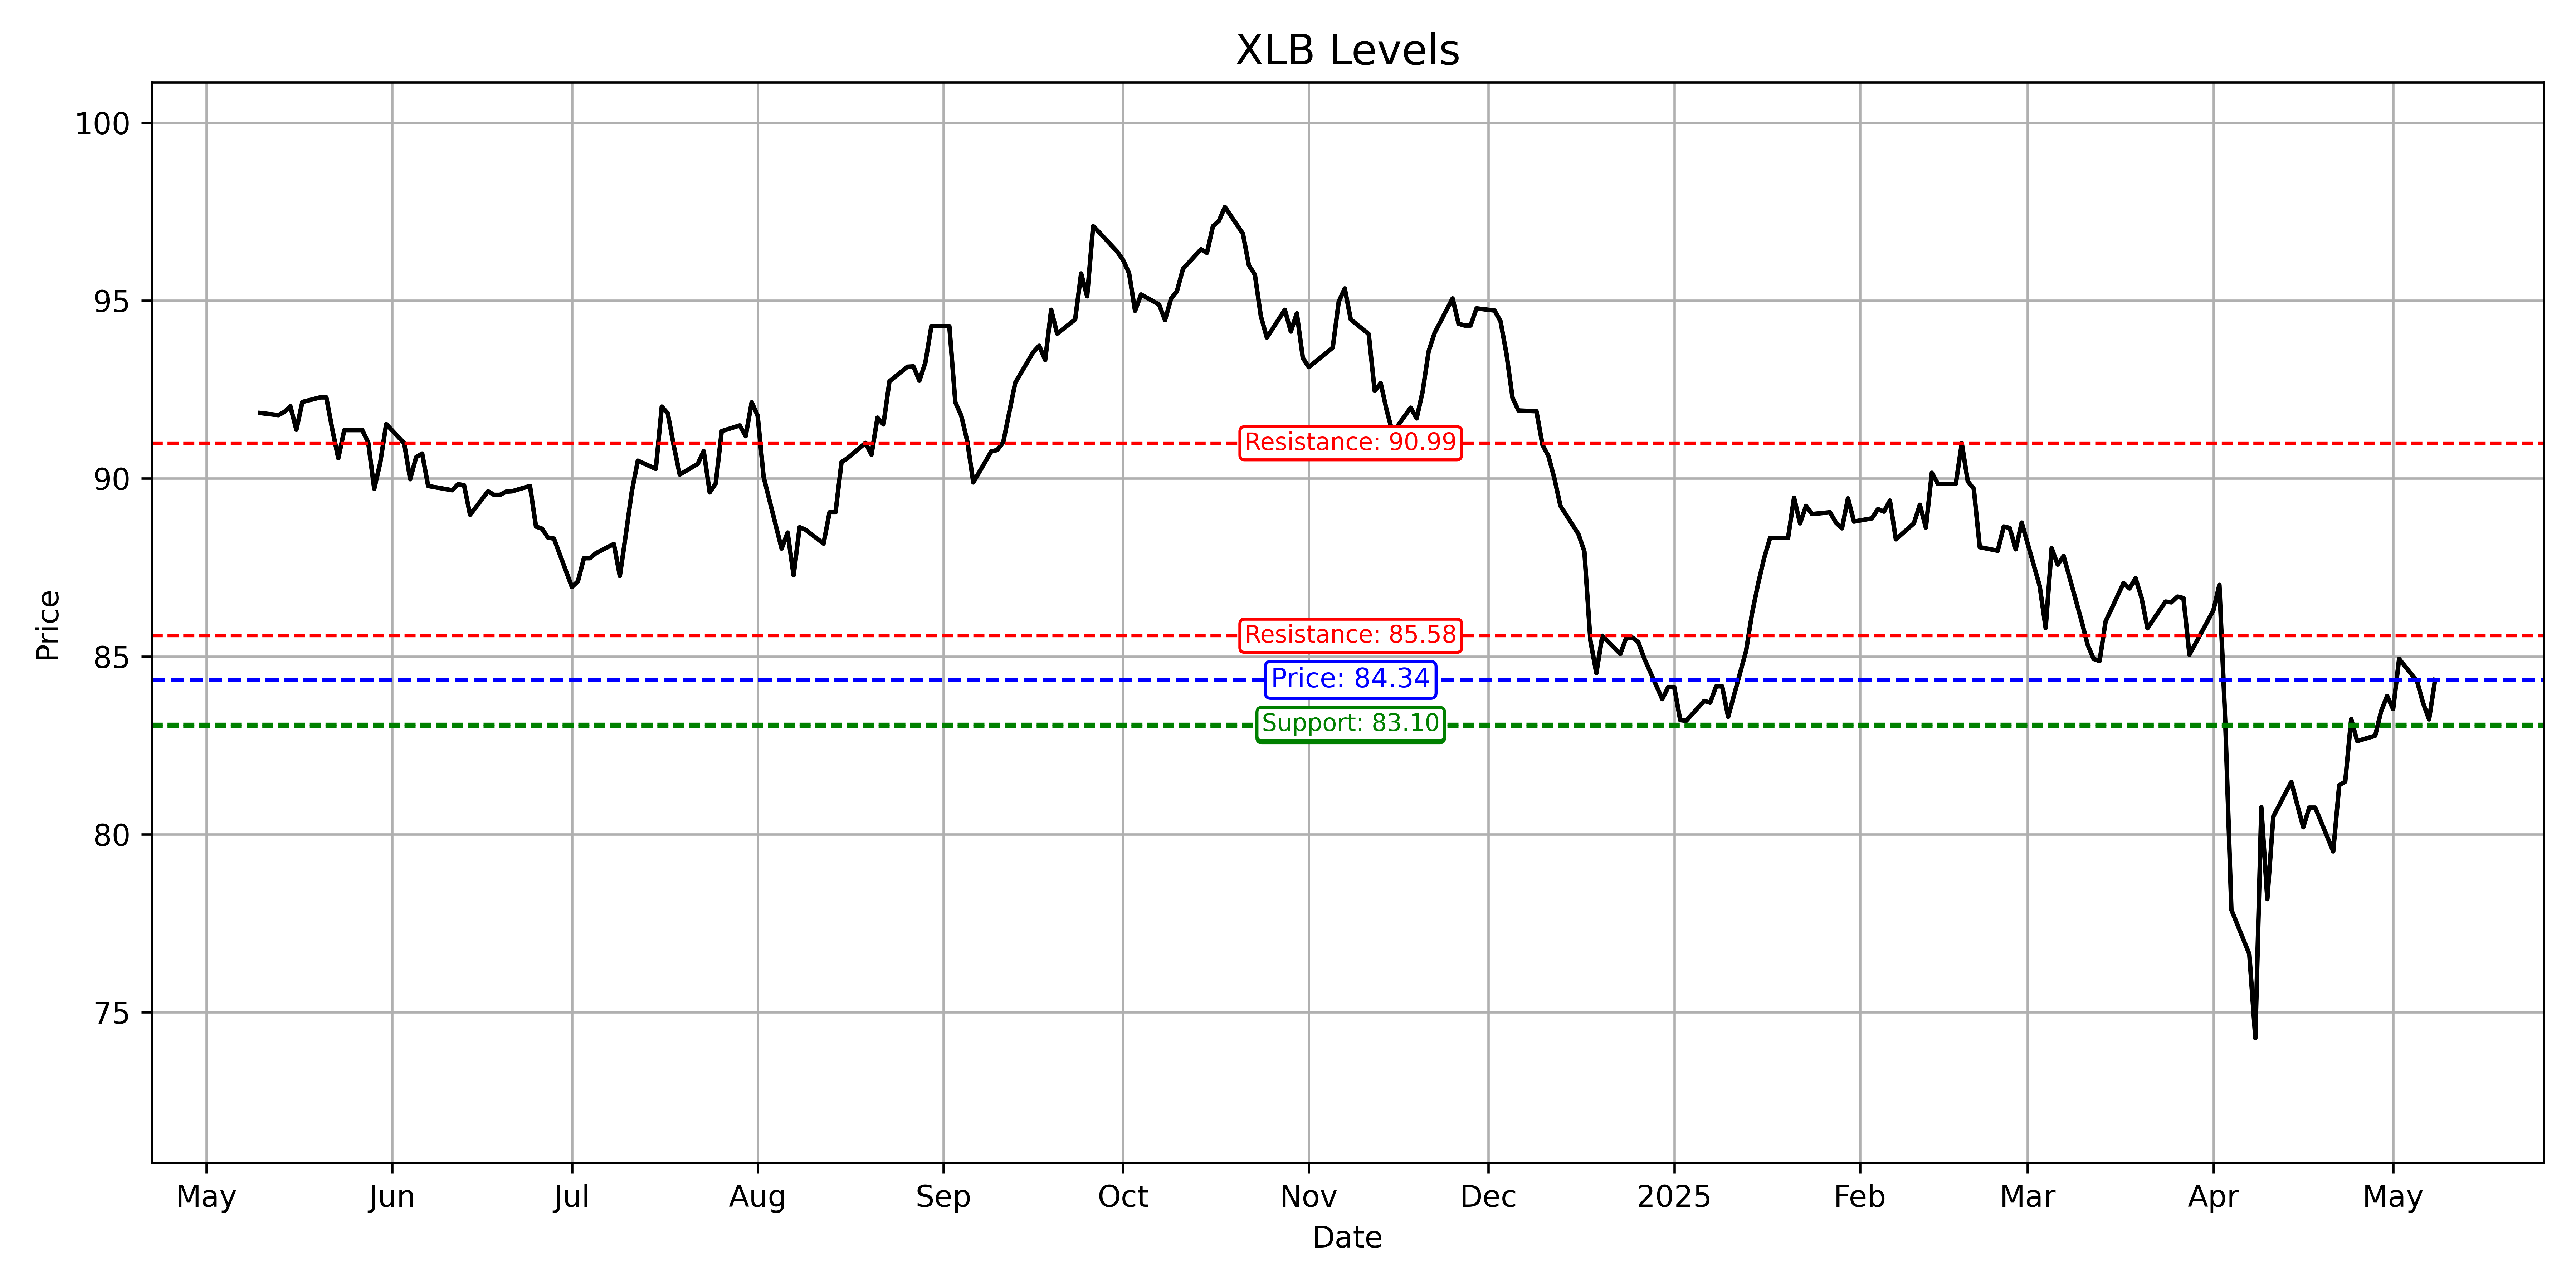 XLB Levels
100
95
90
85
80
75
Price
Resistance: 90.99
Resistance: 85.58
Price: 84.34
Support: 83.10
May Jun Jul Aug Sep Oct Nov Dec 2025 Feb Mar Apr May
Date